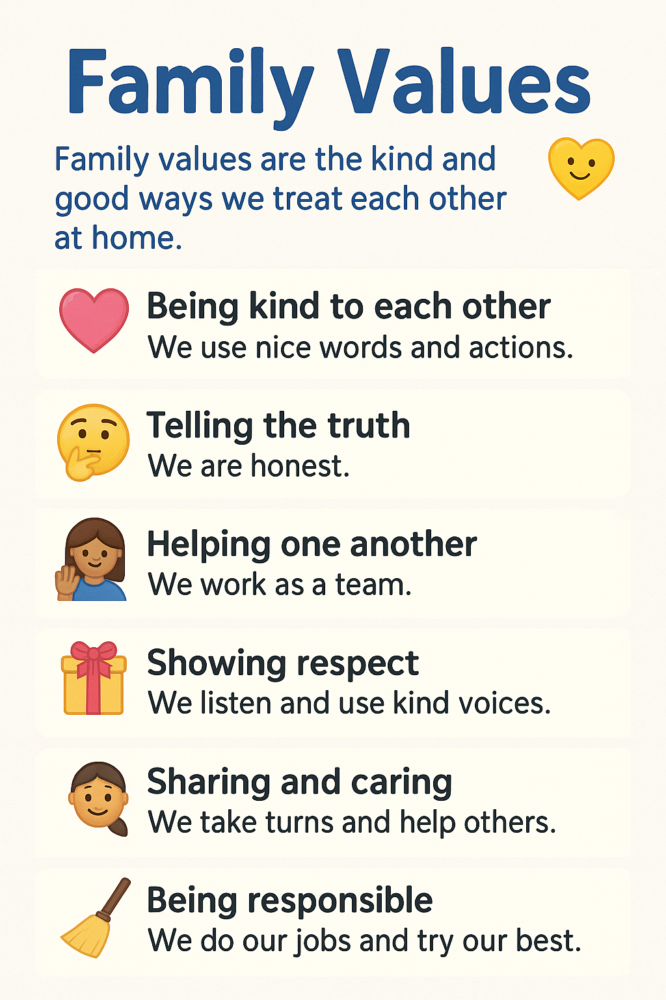 Family Values
Family values are the kind and
good ways we treat each other
at home.
Being kind to each other
We use nice words and actions.
Telling the truth
We are honest.
Helping one another
We work as a team.
Showing respect
We listen and use kind voices.
Sharing and caring
We take turns and help others.
Being responsible
We do our jobs and try our best.